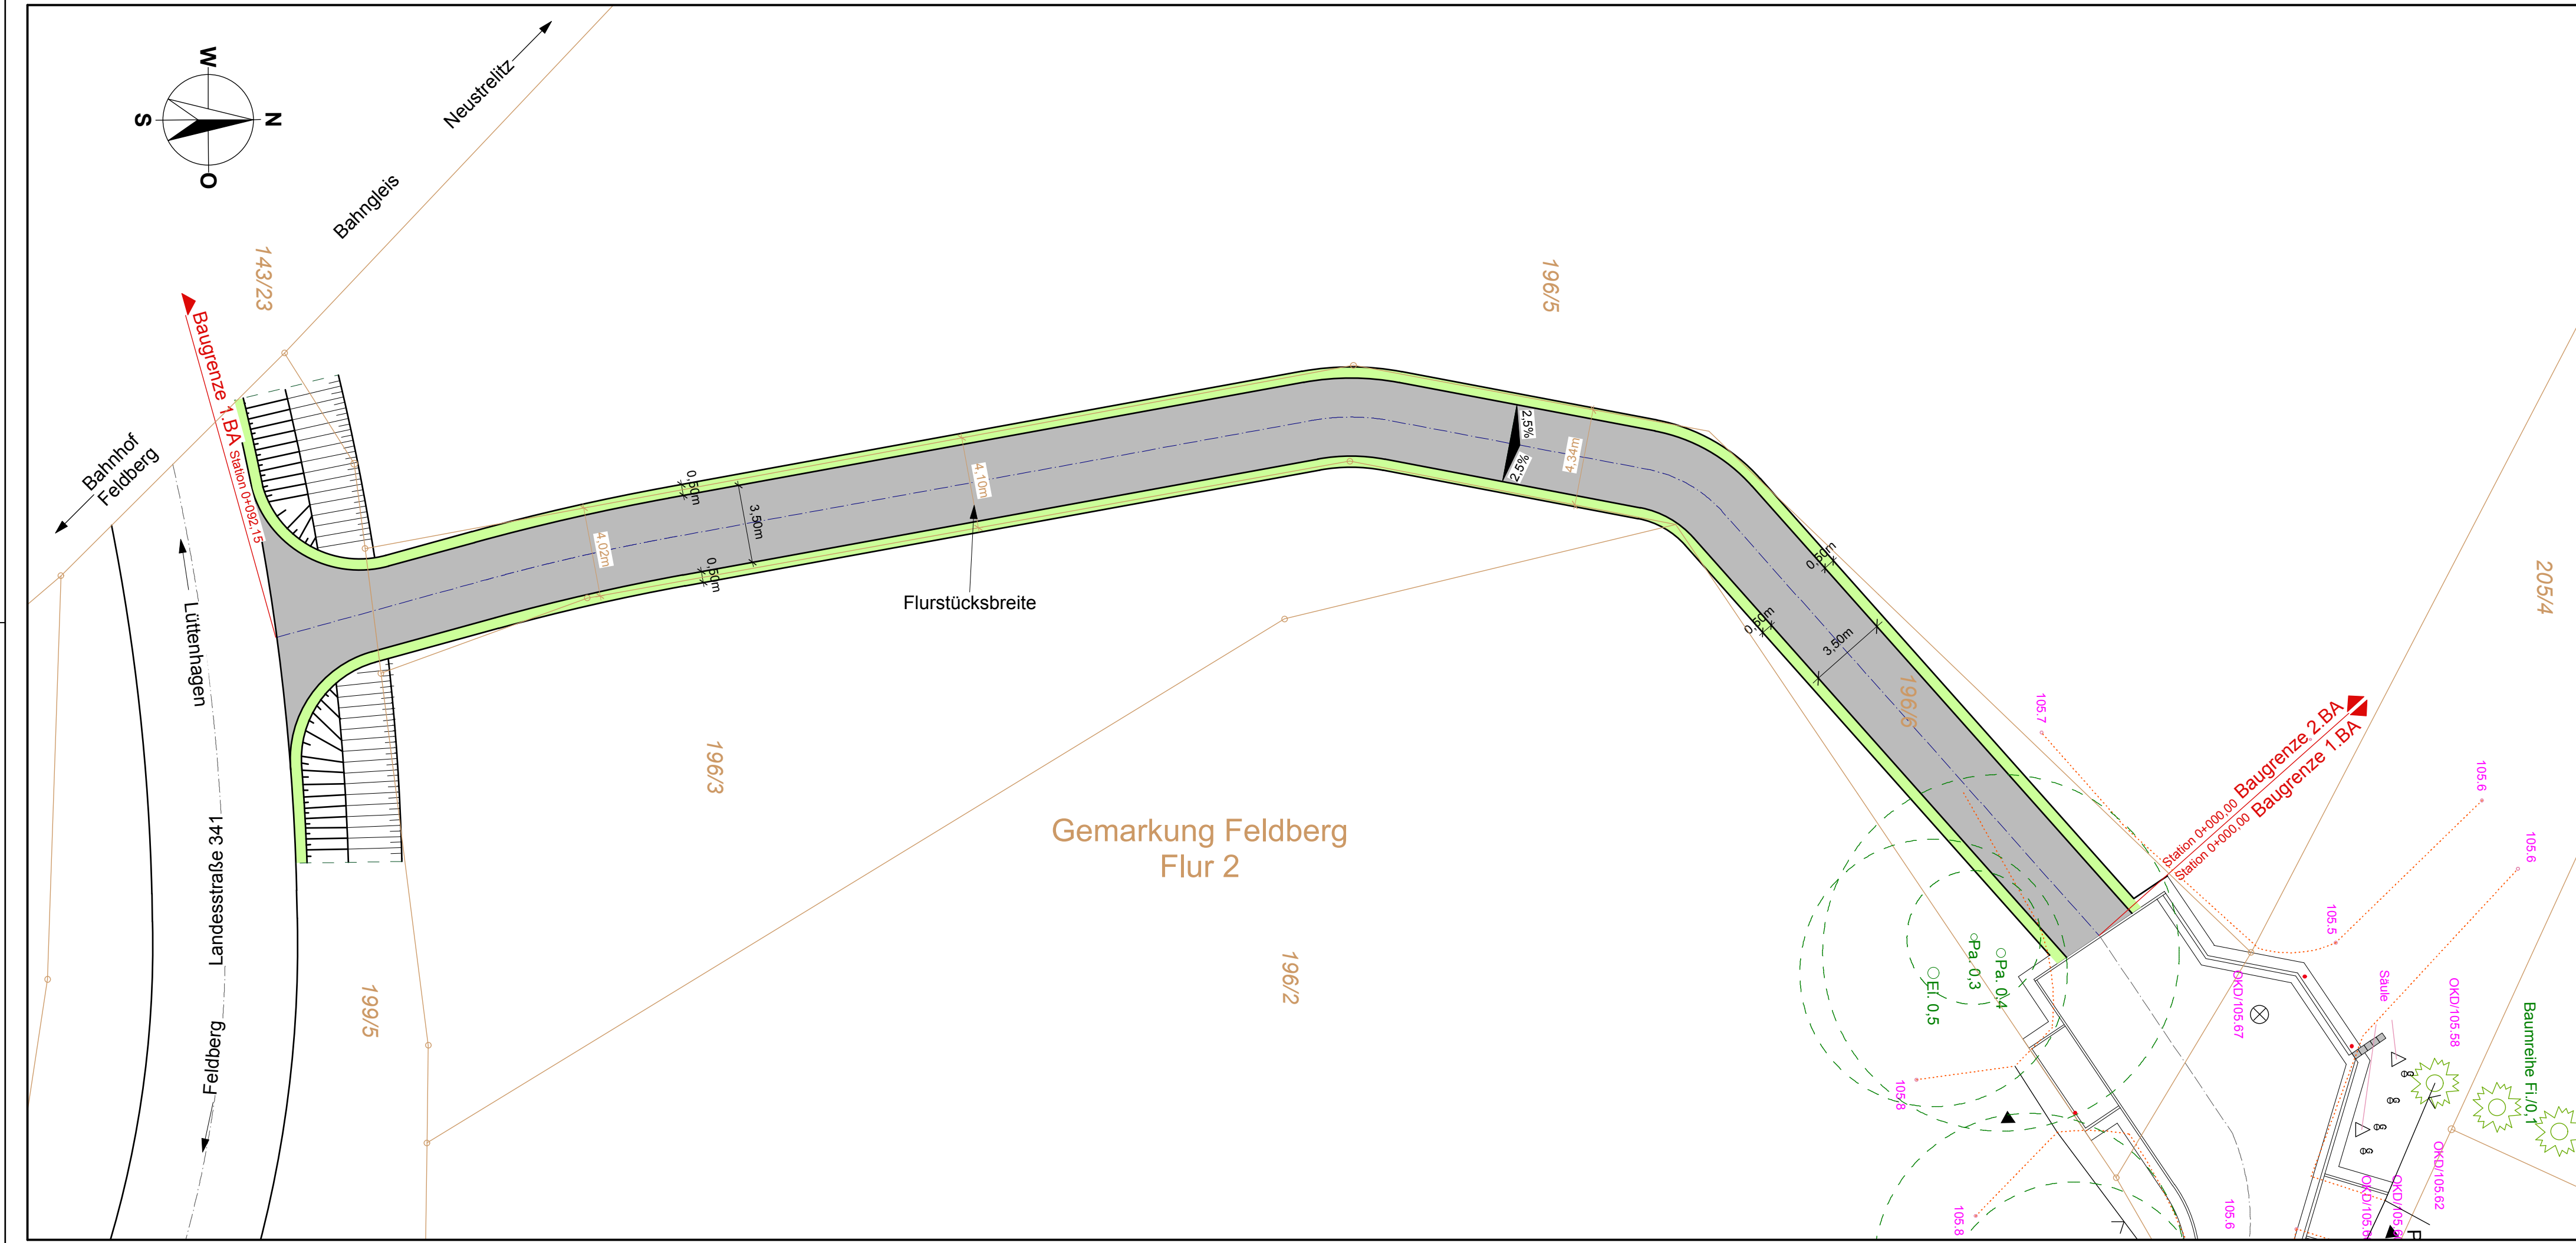 W
N
S
O
Neustrelitz
Bahngleis
143/23
Baugrenze 1.BA Station 0+092,15
Bahnhof
Feldberg
Lüttenhagen
Landesstraße 341
Feldberg
199/5
4.02m
0,50m
3,50m
0,50m
4.10m
Flurstücksbreite
196/3
Gemarkung Feldberg
Flur 2
196/2
196/5
2,5%
2,5%
4,34m
0,50m
0,50m
3,50m
196/6
205/4
105.7
Station 0+000,00 Baugrenze 2.BA
Station 0+000,00 Baugrenze 1.BA
105.6
105.6
105.5
Pa. 0,3
Pa. 0,4
El. 0,5
OKD/105.67
Säule
OKD/105.58
Baumreihe Fi./0,1
105.8
105.8
105.6
OKD/105.62